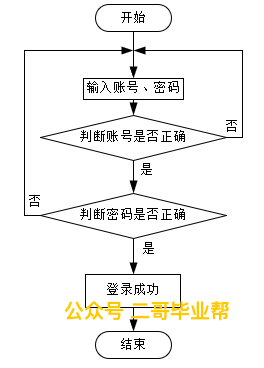 开始
输入账号、密码
判断账号是否正确
否
是
判断密码是否正确
否
是
登录成功
公众号 二哥毕业帮
结束